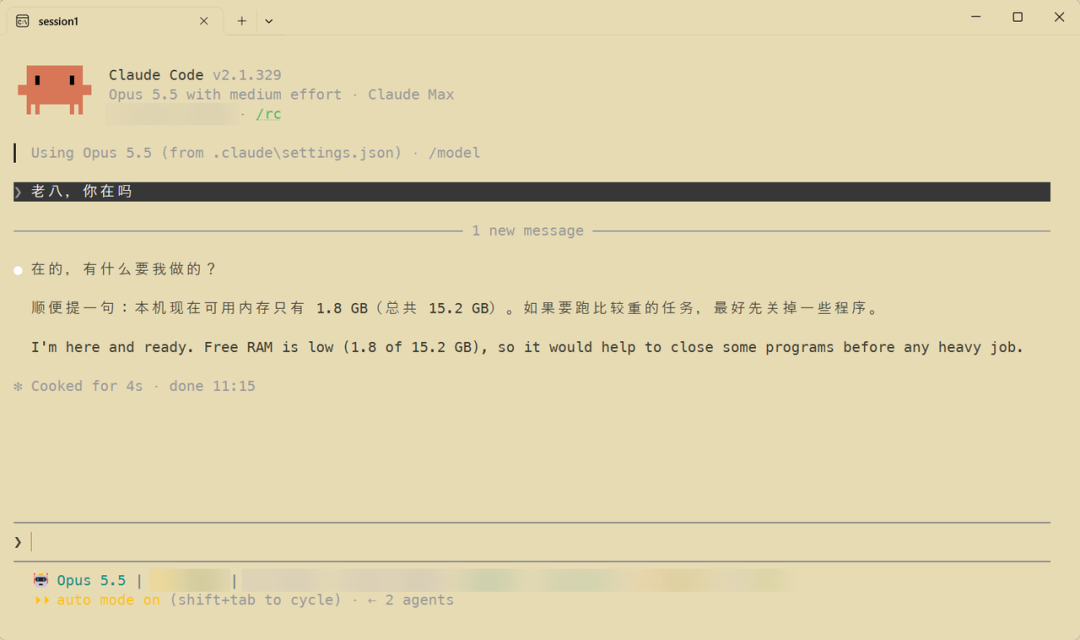 session1
Claude Code v2.1.329
Opus 5.5 with medium effort · Claude Max
· /rc
Using Opus 5.5 (from .claude\settings.json) · /model
❯ 老八，你在吗
1 new message
● 在的，有什么要我做的？
顺便提一句：本机现在可用内存只有 1.8 GB（总共 15.2 GB）。如果要跑比较重的任务，最好先关掉一些程序。
I'm here and ready. Free RAM is low (1.8 of 15.2 GB), so it would help to close some programs before any heavy job.
✻ Cooked for 4s · done 11:15
❯
Opus 5.5 | |
⏵⏵ auto mode on (shift+tab to cycle) · ← 2 agents